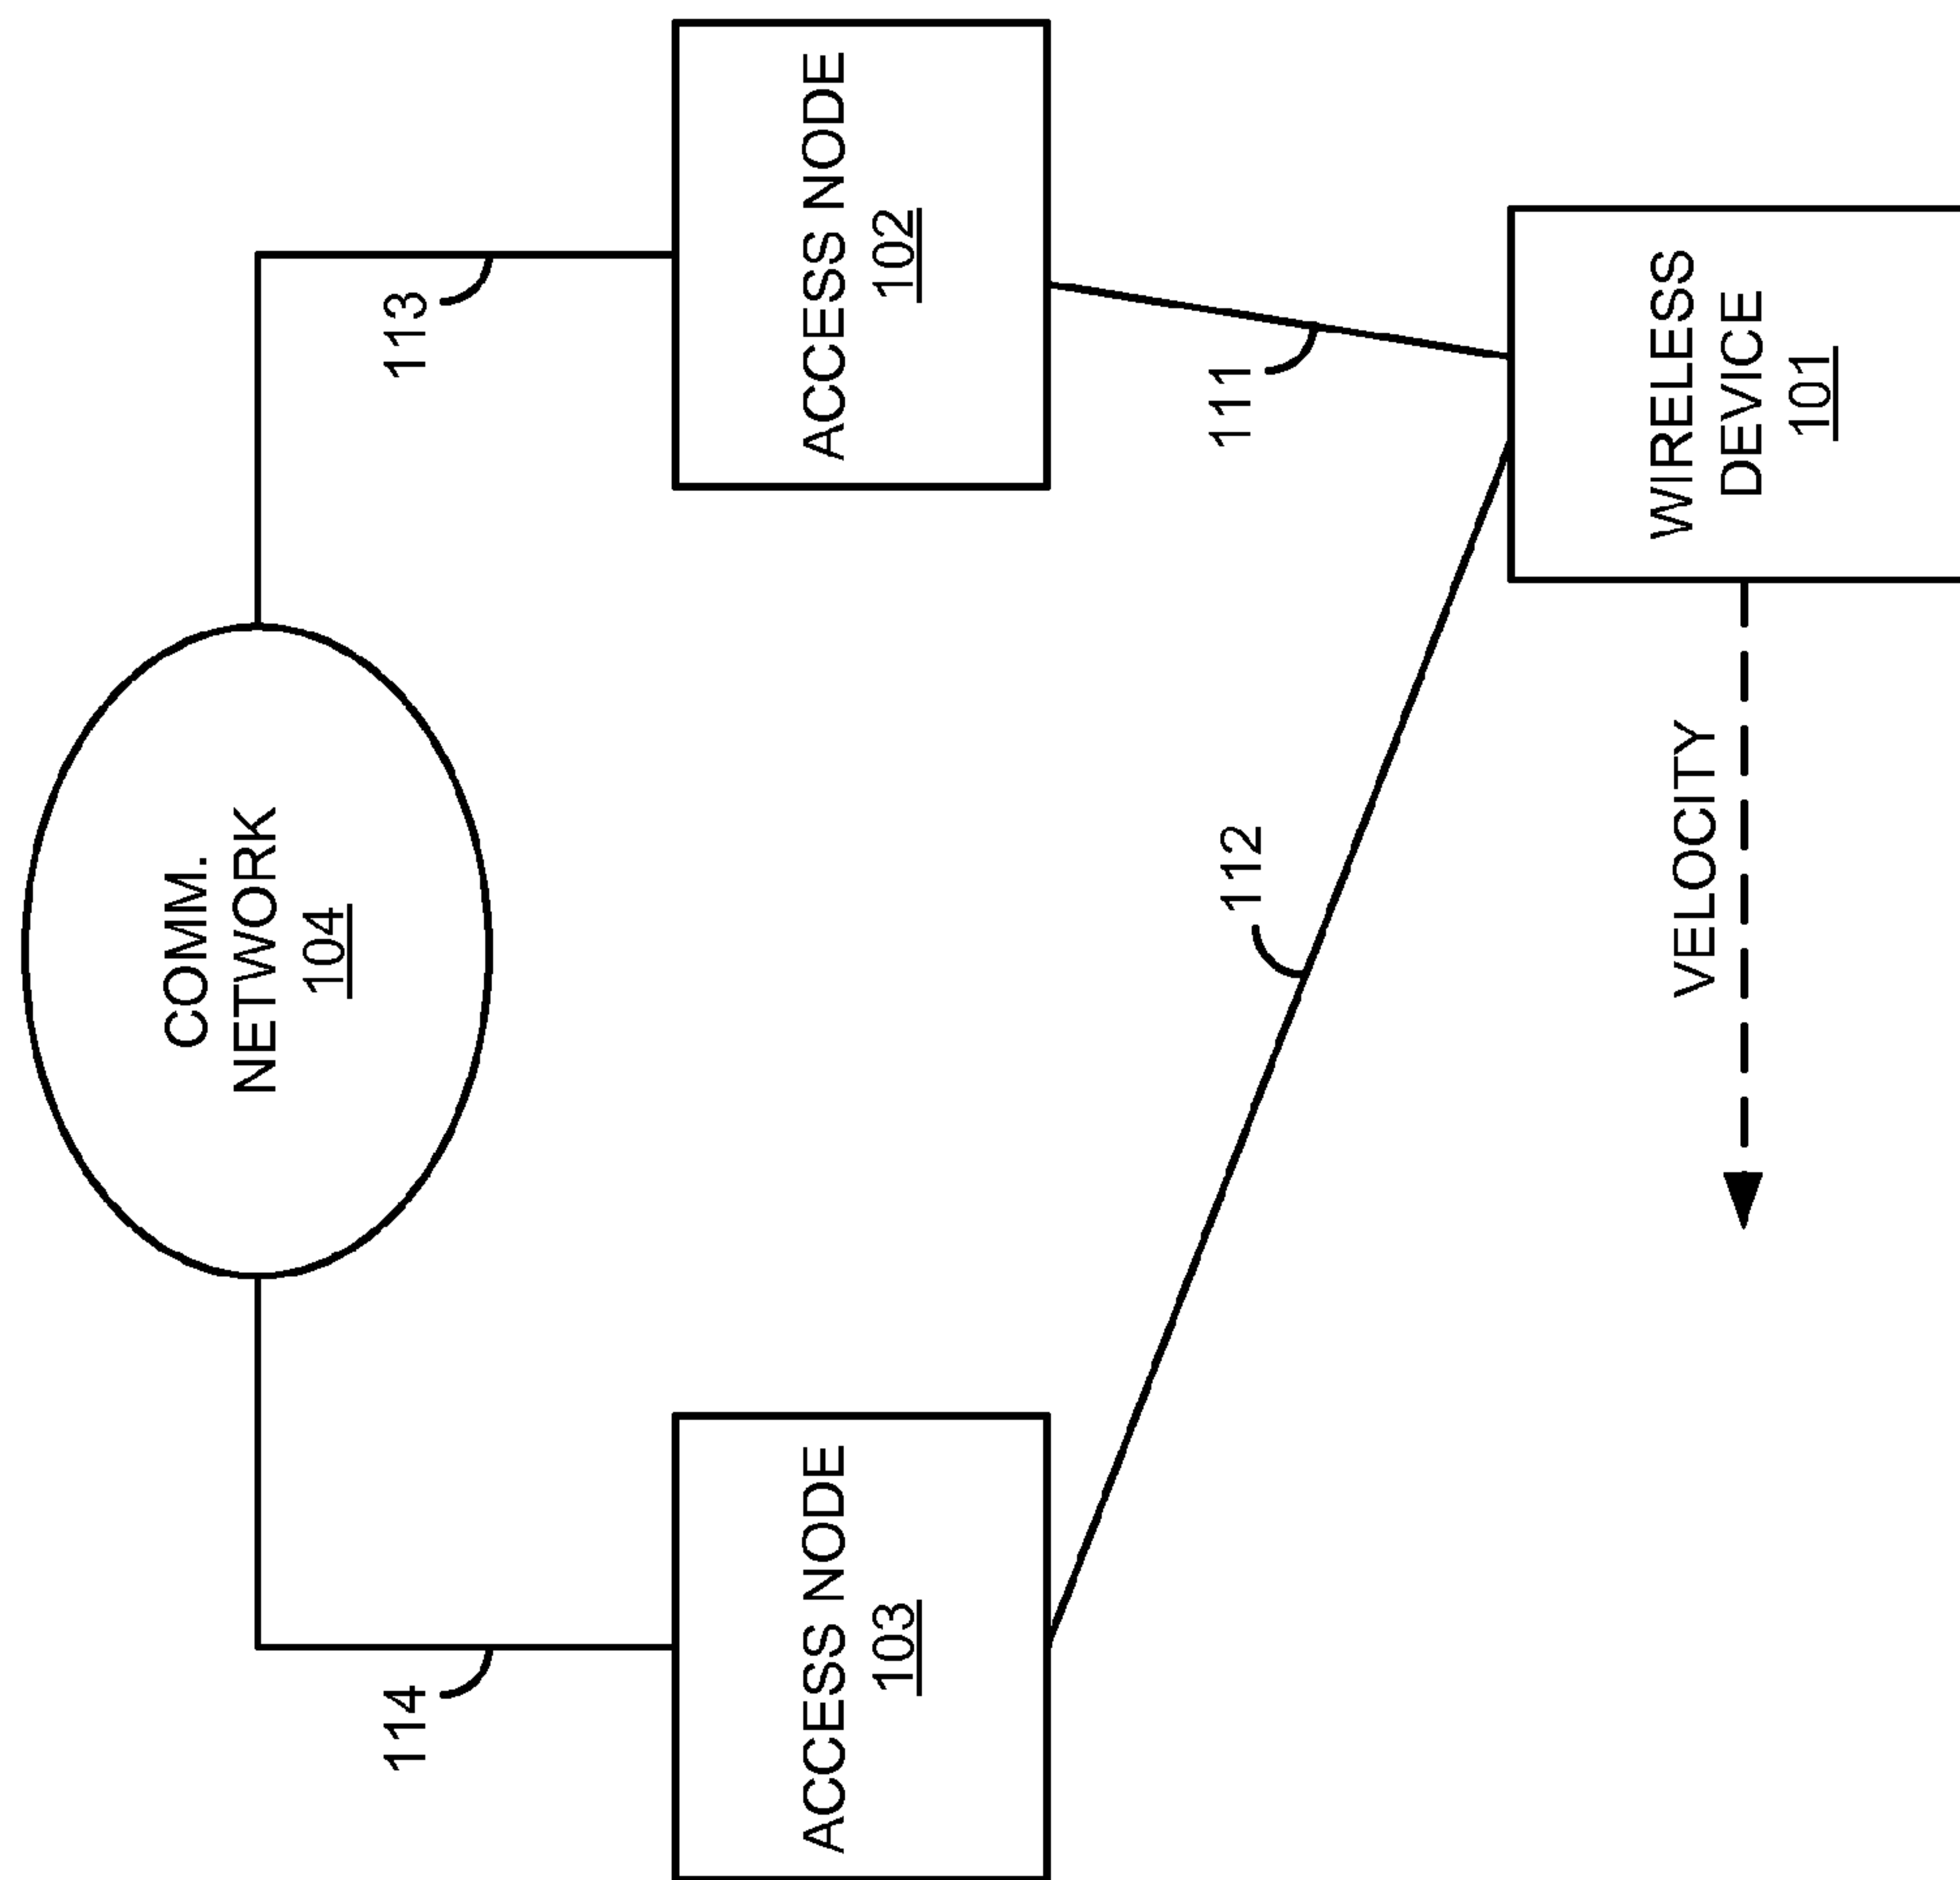 COMM.
NETWORK
104
113
114
ACCESS NODE
102
ACCESS NODE
103
111
112
WIRELESS
DEVICE
101
VELOCITY